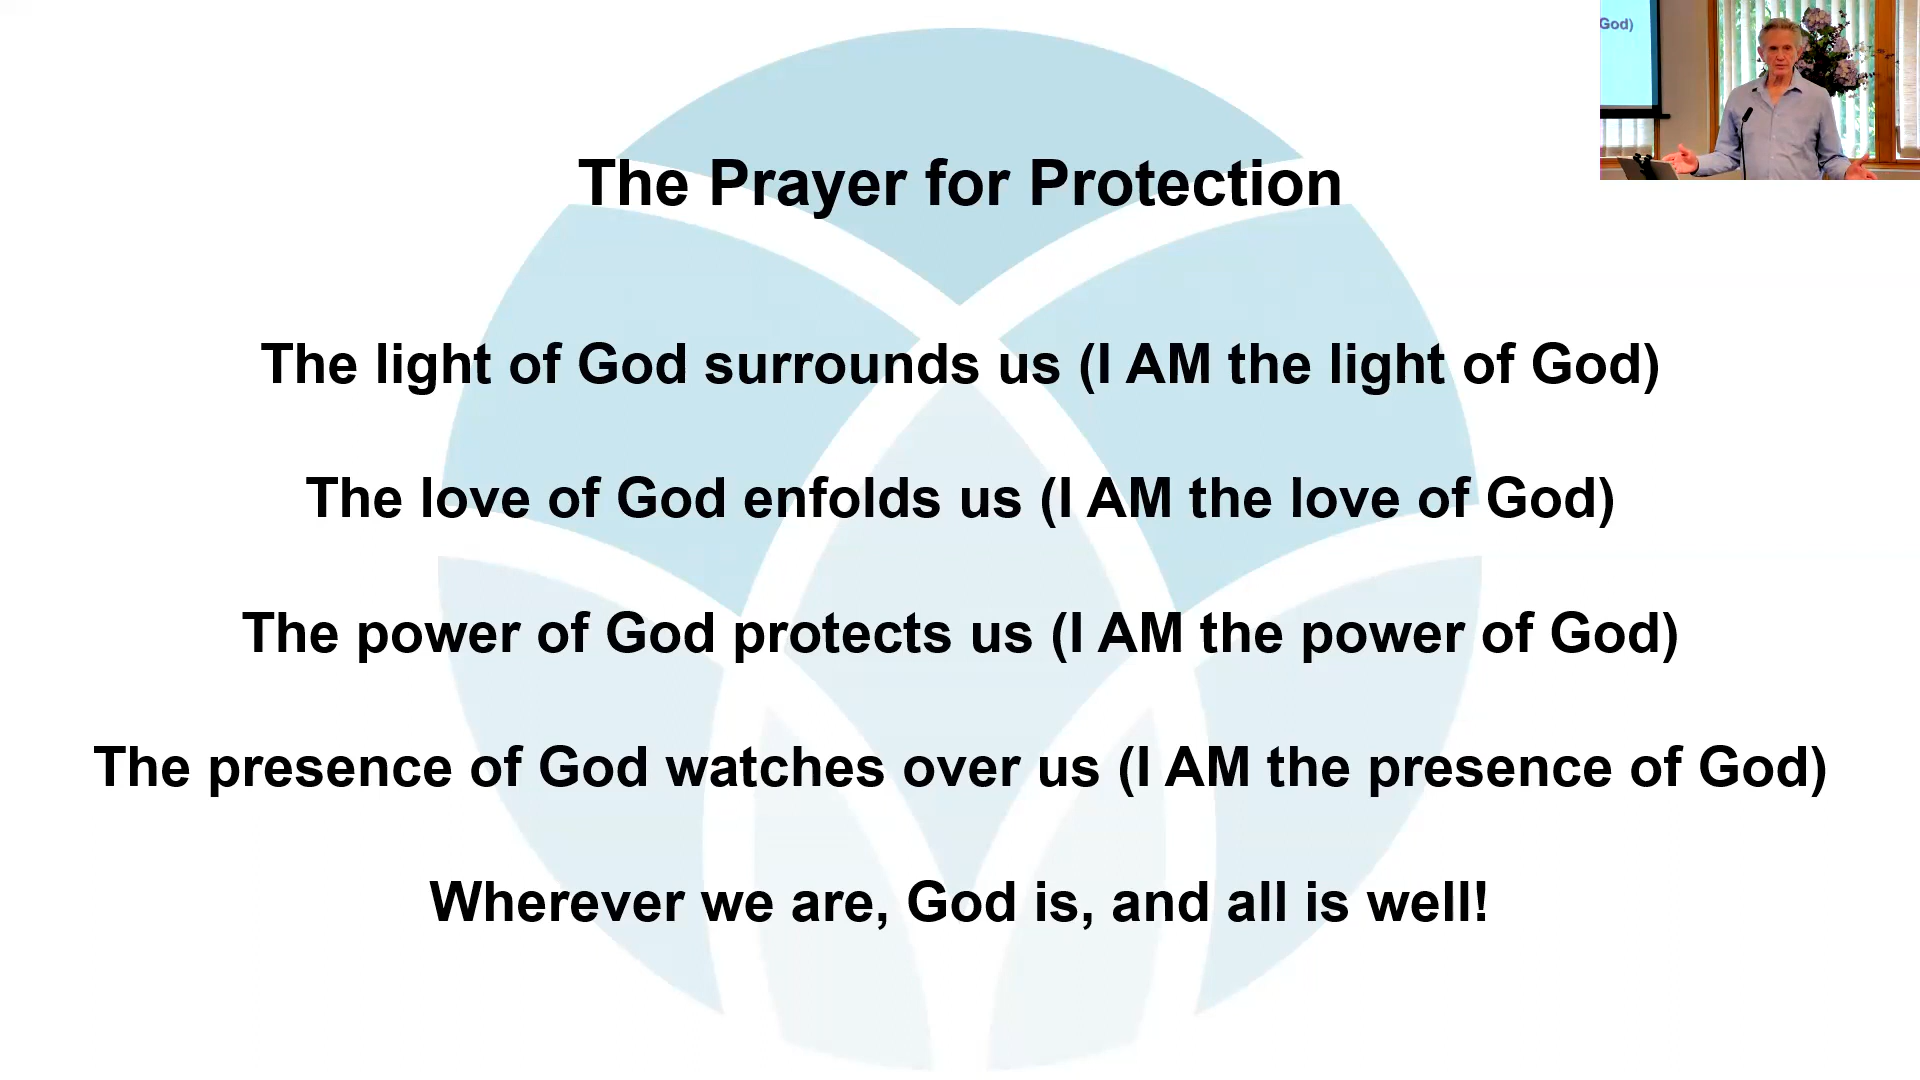 The Prayer for Protection
God)
The light of God surrounds us (I AM the light of God)
The love of God enfolds us (I AM the love of God)
The power of God protects us (I AM the power of God)
The presence of God watches over us (I AM the presence of God)
Wherever we are, God is, and all is well!